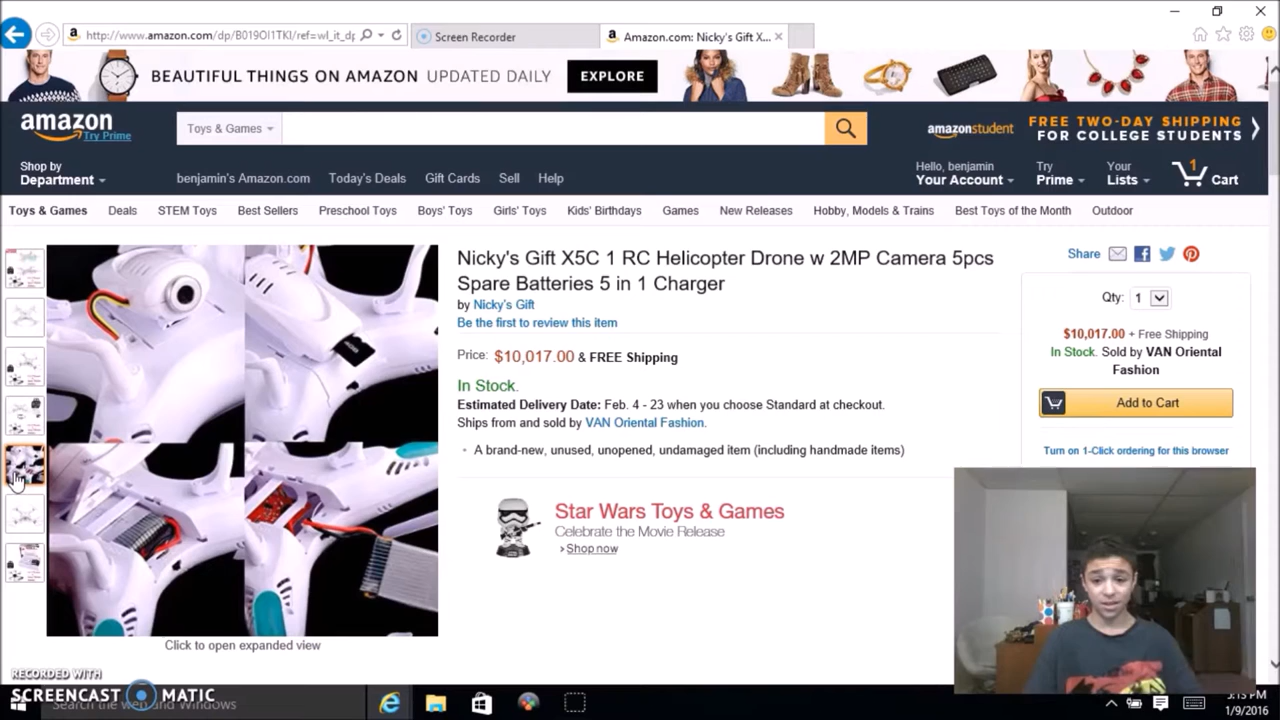 http://www.amazon.com/dp/B019OI1TKI/ref=wl_it_dp
Screen Recorder
Amazon.com: Nicky's Gift X...
BEAUTIFUL THINGS ON AMAZON UPDATED DAILY
EXPLORE
amazon
Try Prime
Toys & Games
amazonstudent
FREE TWO-DAY SHIPPING
FOR COLLEGE STUDENTS
Shop by
Department
benjamin's Amazon.com
Today's Deals
Gift Cards
Sell
Help
Hello, benjamin
Your Account
Try
Prime
Your
Lists
1
Cart
Toys & Games
Deals
STEM Toys
Best Sellers
Preschool Toys
Boys' Toys
Girls' Toys
Kids' Birthdays
Games
New Releases
Hobby, Models & Trains
Best Toys of the Month
Outdoor
Nicky's Gift X5C 1 RC Helicopter Drone w 2MP Camera 5pcs
Spare Batteries 5 in 1 Charger
by Nicky's Gift
Be the first to review this item
Price: $10,017.00 & FREE Shipping
In Stock.
Estimated Delivery Date: Feb. 4 - 23 when you choose Standard at checkout.
Ships from and sold by VAN Oriental Fashion.
A brand-new, unused, unopened, undamaged item (including handmade items)
Star Wars Toys & Games
Celebrate the Movie Release
Shop now
Share
Qty: 1
$10,017.00 + Free Shipping
In Stock. Sold by VAN Oriental
Fashion
Add to Cart
Turn on 1-Click ordering for this browser
Click to open expanded view
RECORDED WITH
SCREENCAST MATIC
Search the web and Windows
5:15 PM
1/9/2016